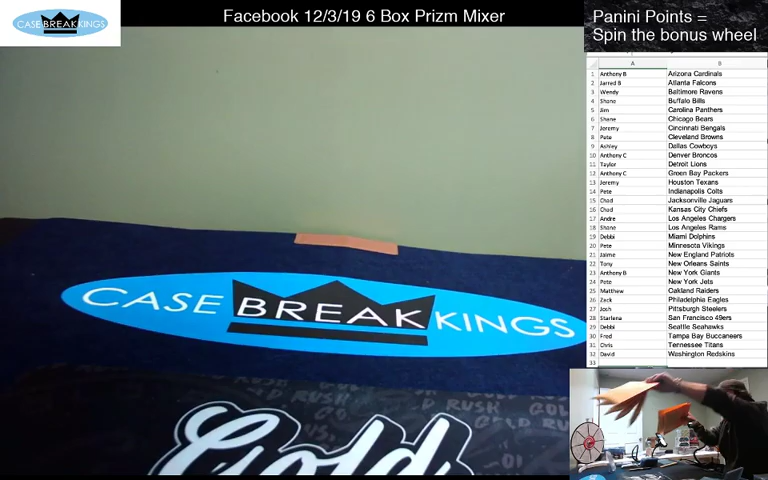 CASE BREAK KINGS
Facebook 12/3/19 6 Box Prizm Mixer
Panini Points =
Spin the bonus wheel
A B
1 Anthony B Arizona Cardinals
2 Jarred B Atlanta Falcons
3 Wendy Baltimore Ravens
4 Shane Buffalo Bills
5 Jim Carolina Panthers
6 Shane Chicago Bears
7 Jeremy Cincinnati Bengals
8 Pete Cleveland Browns
9 Ashley Dallas Cowboys
10 Anthony C Denver Broncos
11 Taylor Detroit Lions
12 Anthony C Green Bay Packers
13 Jeremy Houston Texans
14 Pete Indianapolis Colts
15 Chad Jacksonville Jaguars
16 Chad Kansas City Chiefs
17 Andre Los Angeles Chargers
18 Shane Los Angeles Rams
19 Debbi Miami Dolphins
20 Pete Minnesota Vikings
21 Jaime New England Patriots
22 Tony New Orleans Saints
23 Anthony B New York Giants
24 Pete New York Jets
25 Matthew Oakland Raiders
26 Zack Philadelphia Eagles
27 Josh Pittsburgh Steelers
28 Starlena San Francisco 49ers
29 Debbi Seattle Seahawks
30 Fred Tampa Bay Buccaneers
31 Chris Tennessee Titans
32 David Washington Redskins
33
CASE BREAK KINGS
GOLD RUSH
Gold